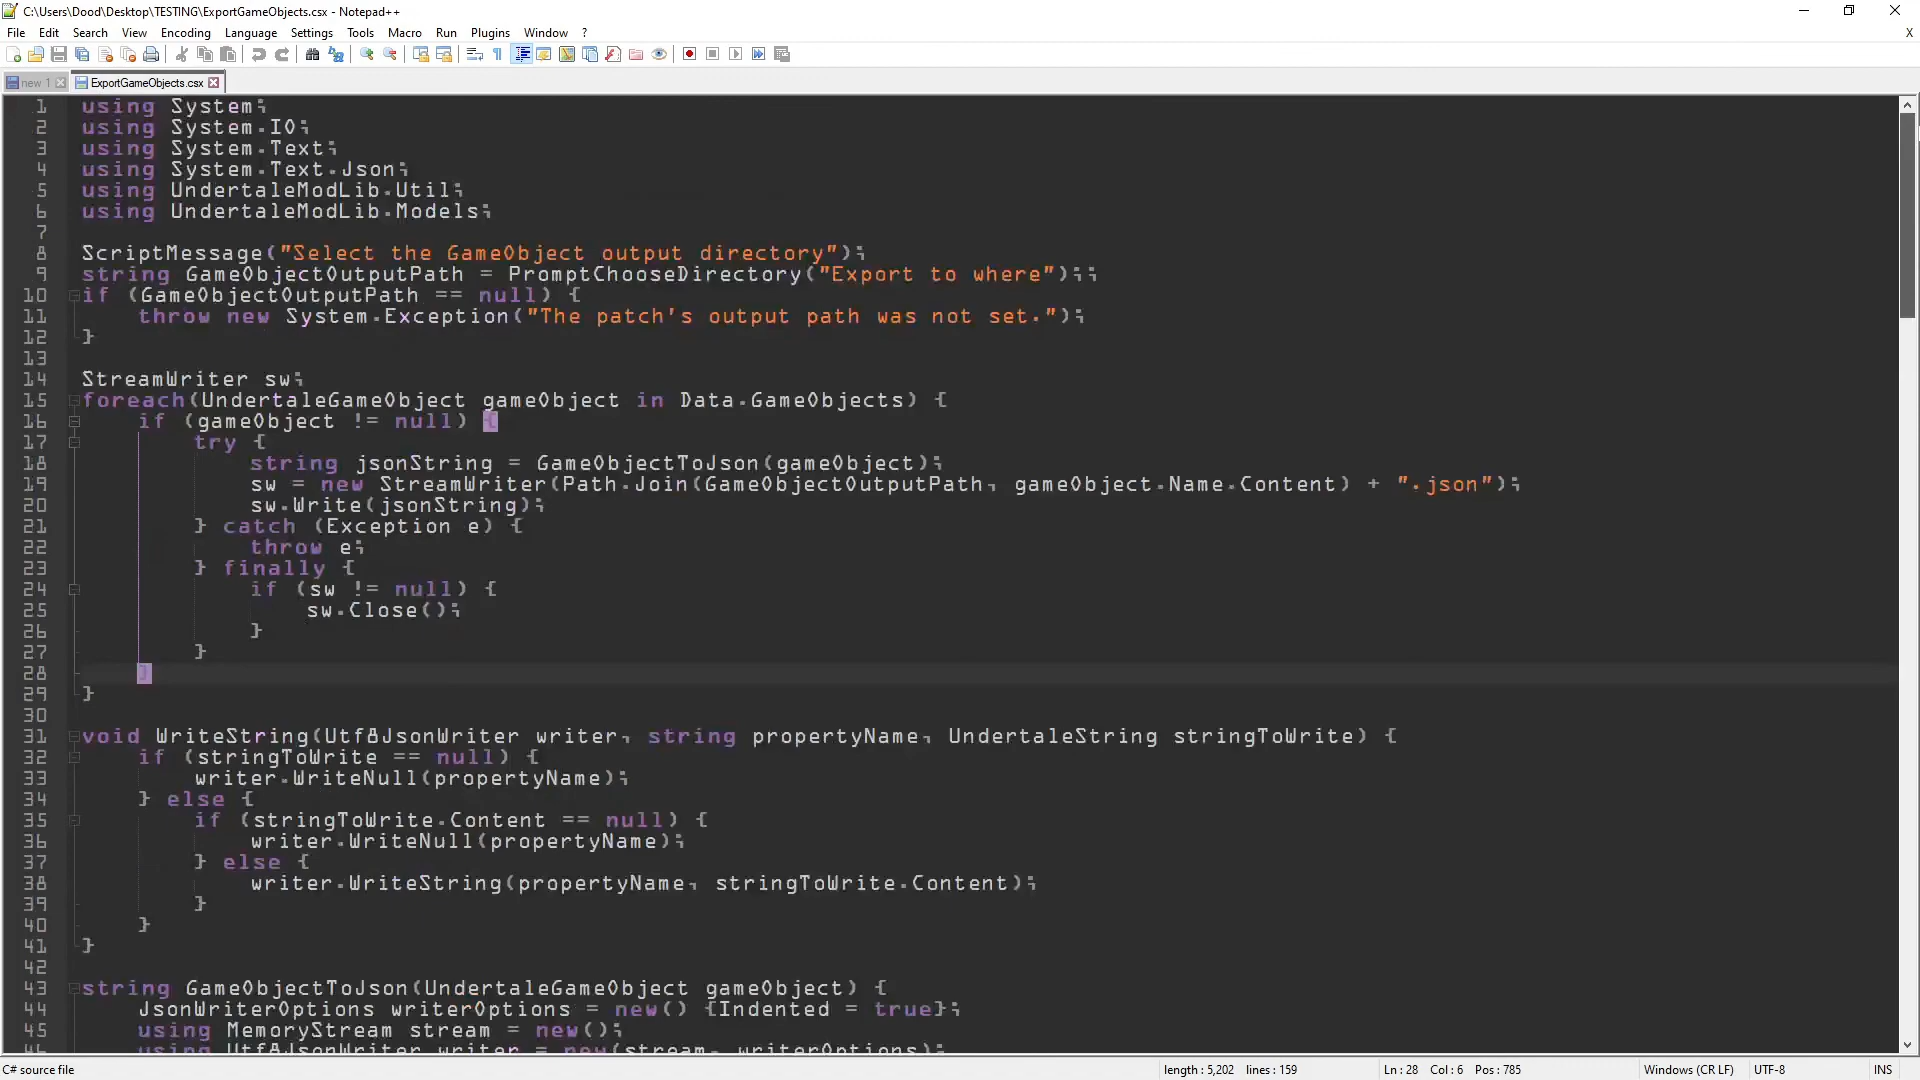 C:\Users\Dood\Desktop\TESTING\ExportGameObjects.csx - Notepad++
File Edit Search View Encoding Language Settings Tools Macro Run Plugins Window ? X
new 1 ExportGameObjects.csx
1 using System;
2 using System.IO;
3 using System.Text;
4 using System.Text.Json;
5 using UndertaleModLib.Util;
6 using UndertaleModLib.Models;
7
8 ScriptMessage("Select the GameObject output directory");
9 string GameObjectOutputPath = PromptChooseDirectory("Export to where");;
10 if (GameObjectOutputPath == null) {
11 throw new System.Exception("The patch's output path was not set.");
12 }
13
14 StreamWriter sw;
15 foreach(UndertaleGameObject gameObject in Data.GameObjects) {
16 if (gameObject != null) {
17 try {
18 string jsonString = GameObjectToJson(gameObject);
19 sw = new StreamWriter(Path.Join(GameObjectOutputPath, gameObject.Name.Content) + ".json");
20 sw.Write(jsonString);
21 } catch (Exception e) {
22 throw e;
23 } finally {
24 if (sw != null) {
25 sw.Close();
26 }
27 }
28 }
29 }
30
31 void WriteString(Utf8JsonWriter writer, string propertyName, UndertaleString stringToWrite) {
32 if (stringToWrite == null) {
33 writer.WriteNull(propertyName);
34 } else {
35 if (stringToWrite.Content == null) {
36 writer.WriteNull(propertyName);
37 } else {
38 writer.WriteString(propertyName, stringToWrite.Content);
39 }
40 }
41 }
42
43 string GameObjectToJson(UndertaleGameObject gameObject) {
44 JsonWriterOptions writerOptions = new() {Indented = true};
45 using MemoryStream stream = new();
46 using Utf8JsonWriter writer = new(stream, writerOptions);
C# source file length : 5,202 lines : 159 Ln : 28 Col : 6 Pos : 785 Windows (CR LF) UTF-8 INS